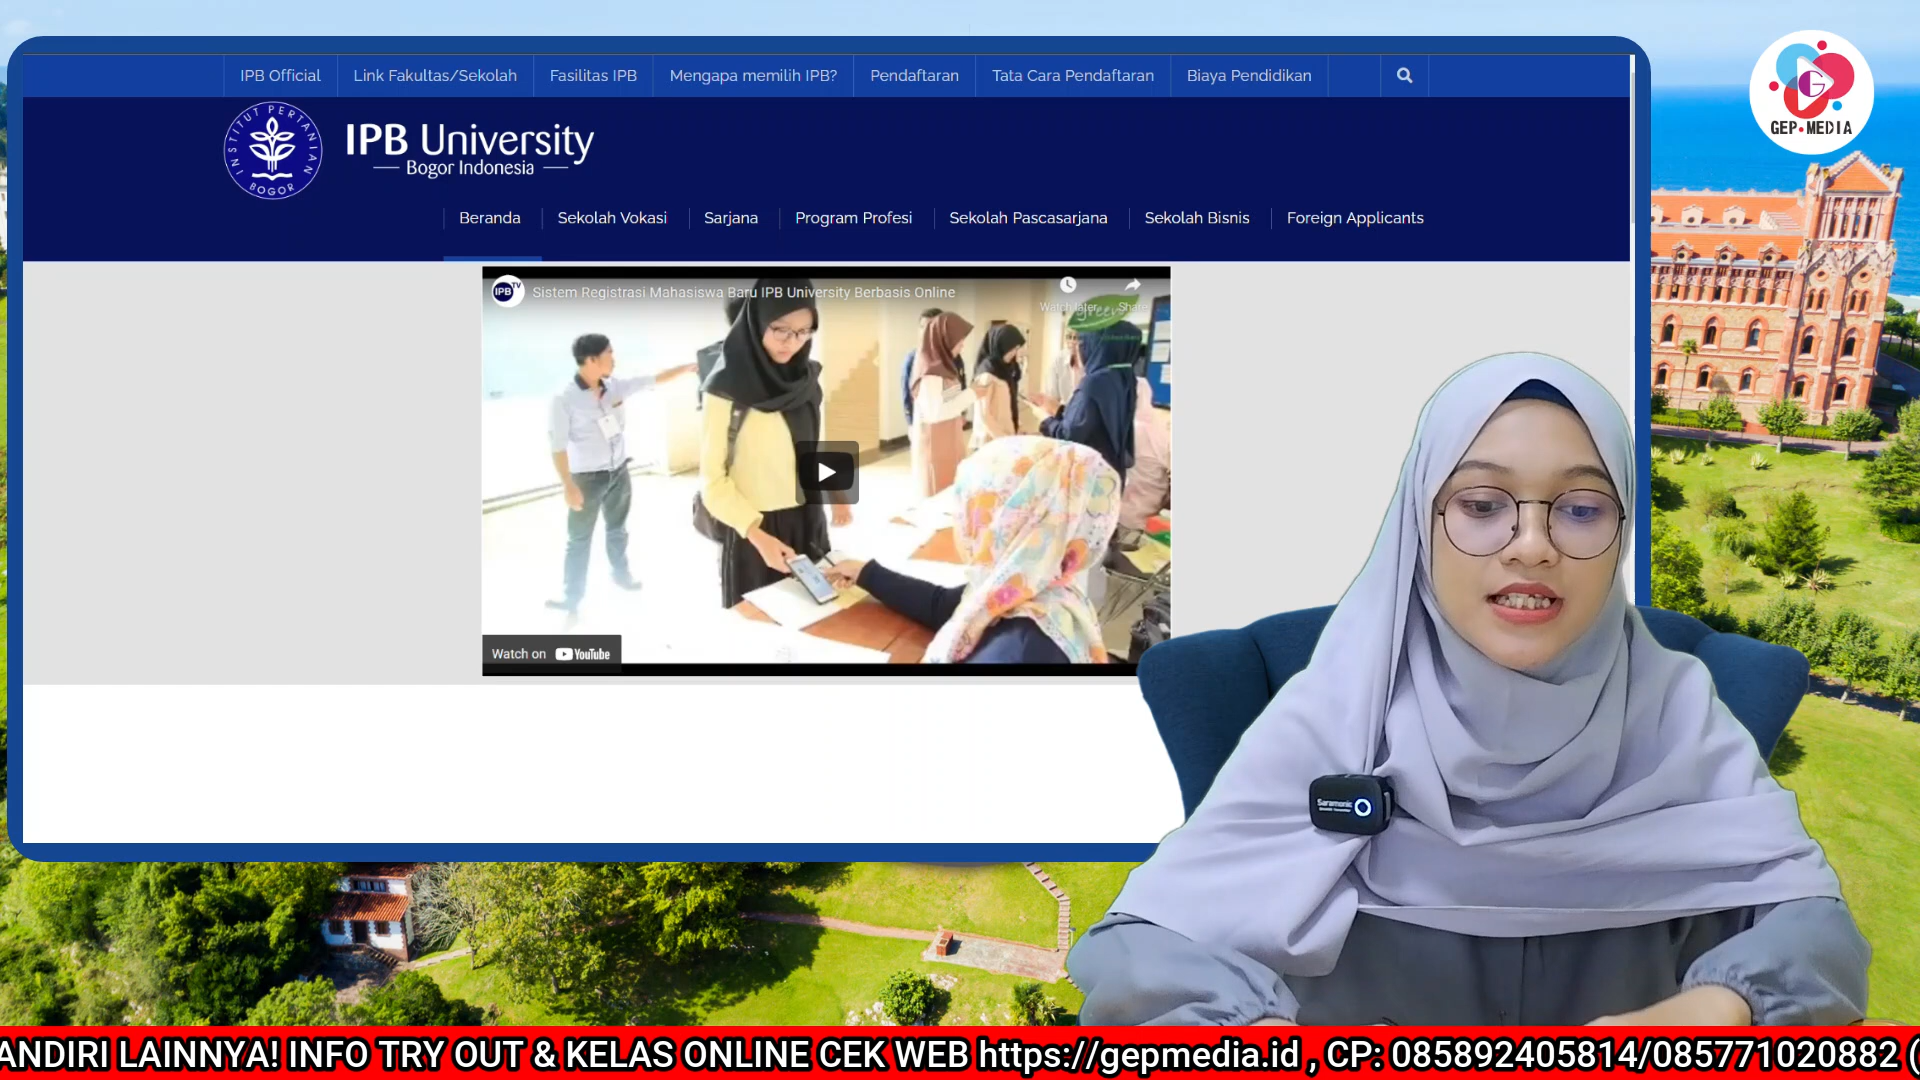 IPB Official Link Fakultas/Sekolah Fasilitas IPB Mengapa memilih IPB? Pendaftaran Tata Cara Pendaftaran Biaya Pendidikan
INSTITUT PERTANIAN
BOGOR
IPB University
Bogor Indonesia
GEP•MEDIA
Beranda Sekolah Vokasi Sarjana Program Profesi Sekolah Pascasarjana Sekolah Bisnis Foreign Applicants
IPB TV
Sistem Registrasi Mahasiswa Baru IPB University Berbasis Online
Watch later Share
green
Watch on YouTube
Saramonic
ANDIRI LAINNYA! INFO TRY OUT & KELAS ONLINE CEK WEB https://gepmedia.id , CP: 085892405814/085771020882 (